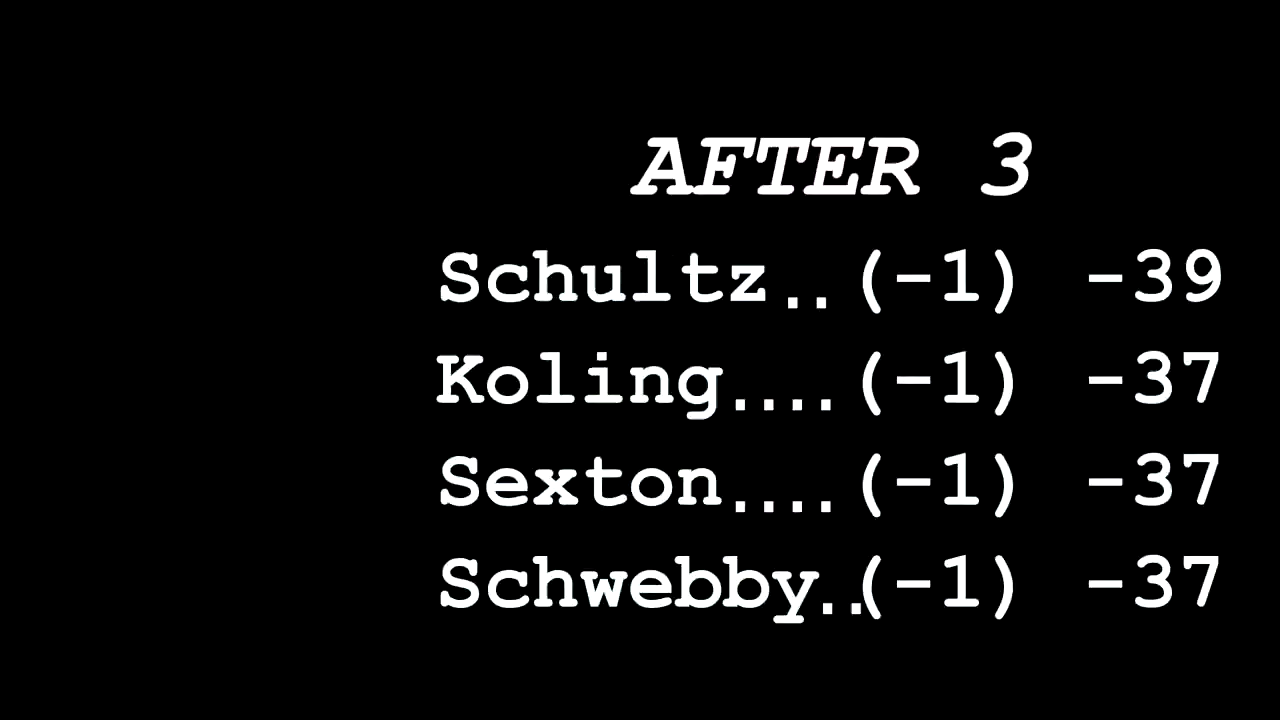 AFTER 3
Schultz..(-1) -39
Koling....(-1) -37
Sexton....(-1) -37
Schwebby..(-1) -37